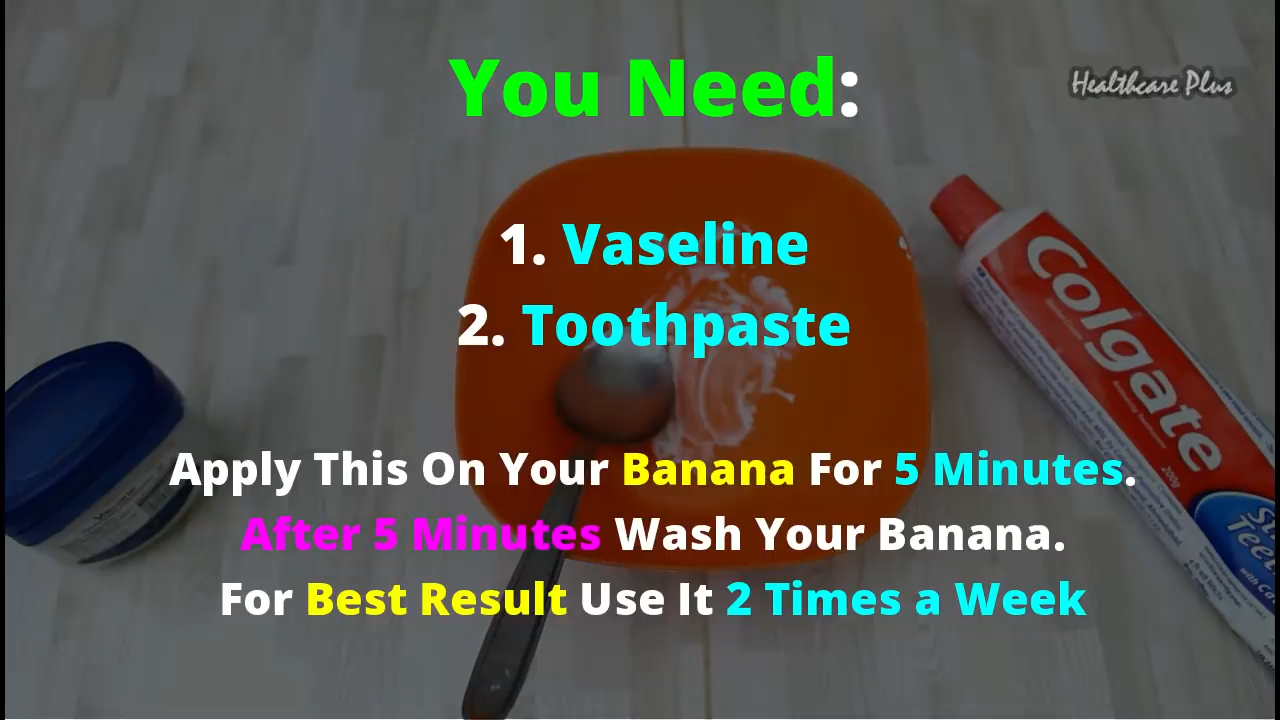 You Need:
Healthcare Plus
1. Vaseline
2. Toothpaste
Colgate
Apply This On Your Banana For 5 Minutes.
After 5 Minutes Wash Your Banana.
For Best Result Use It 2 Times a Week